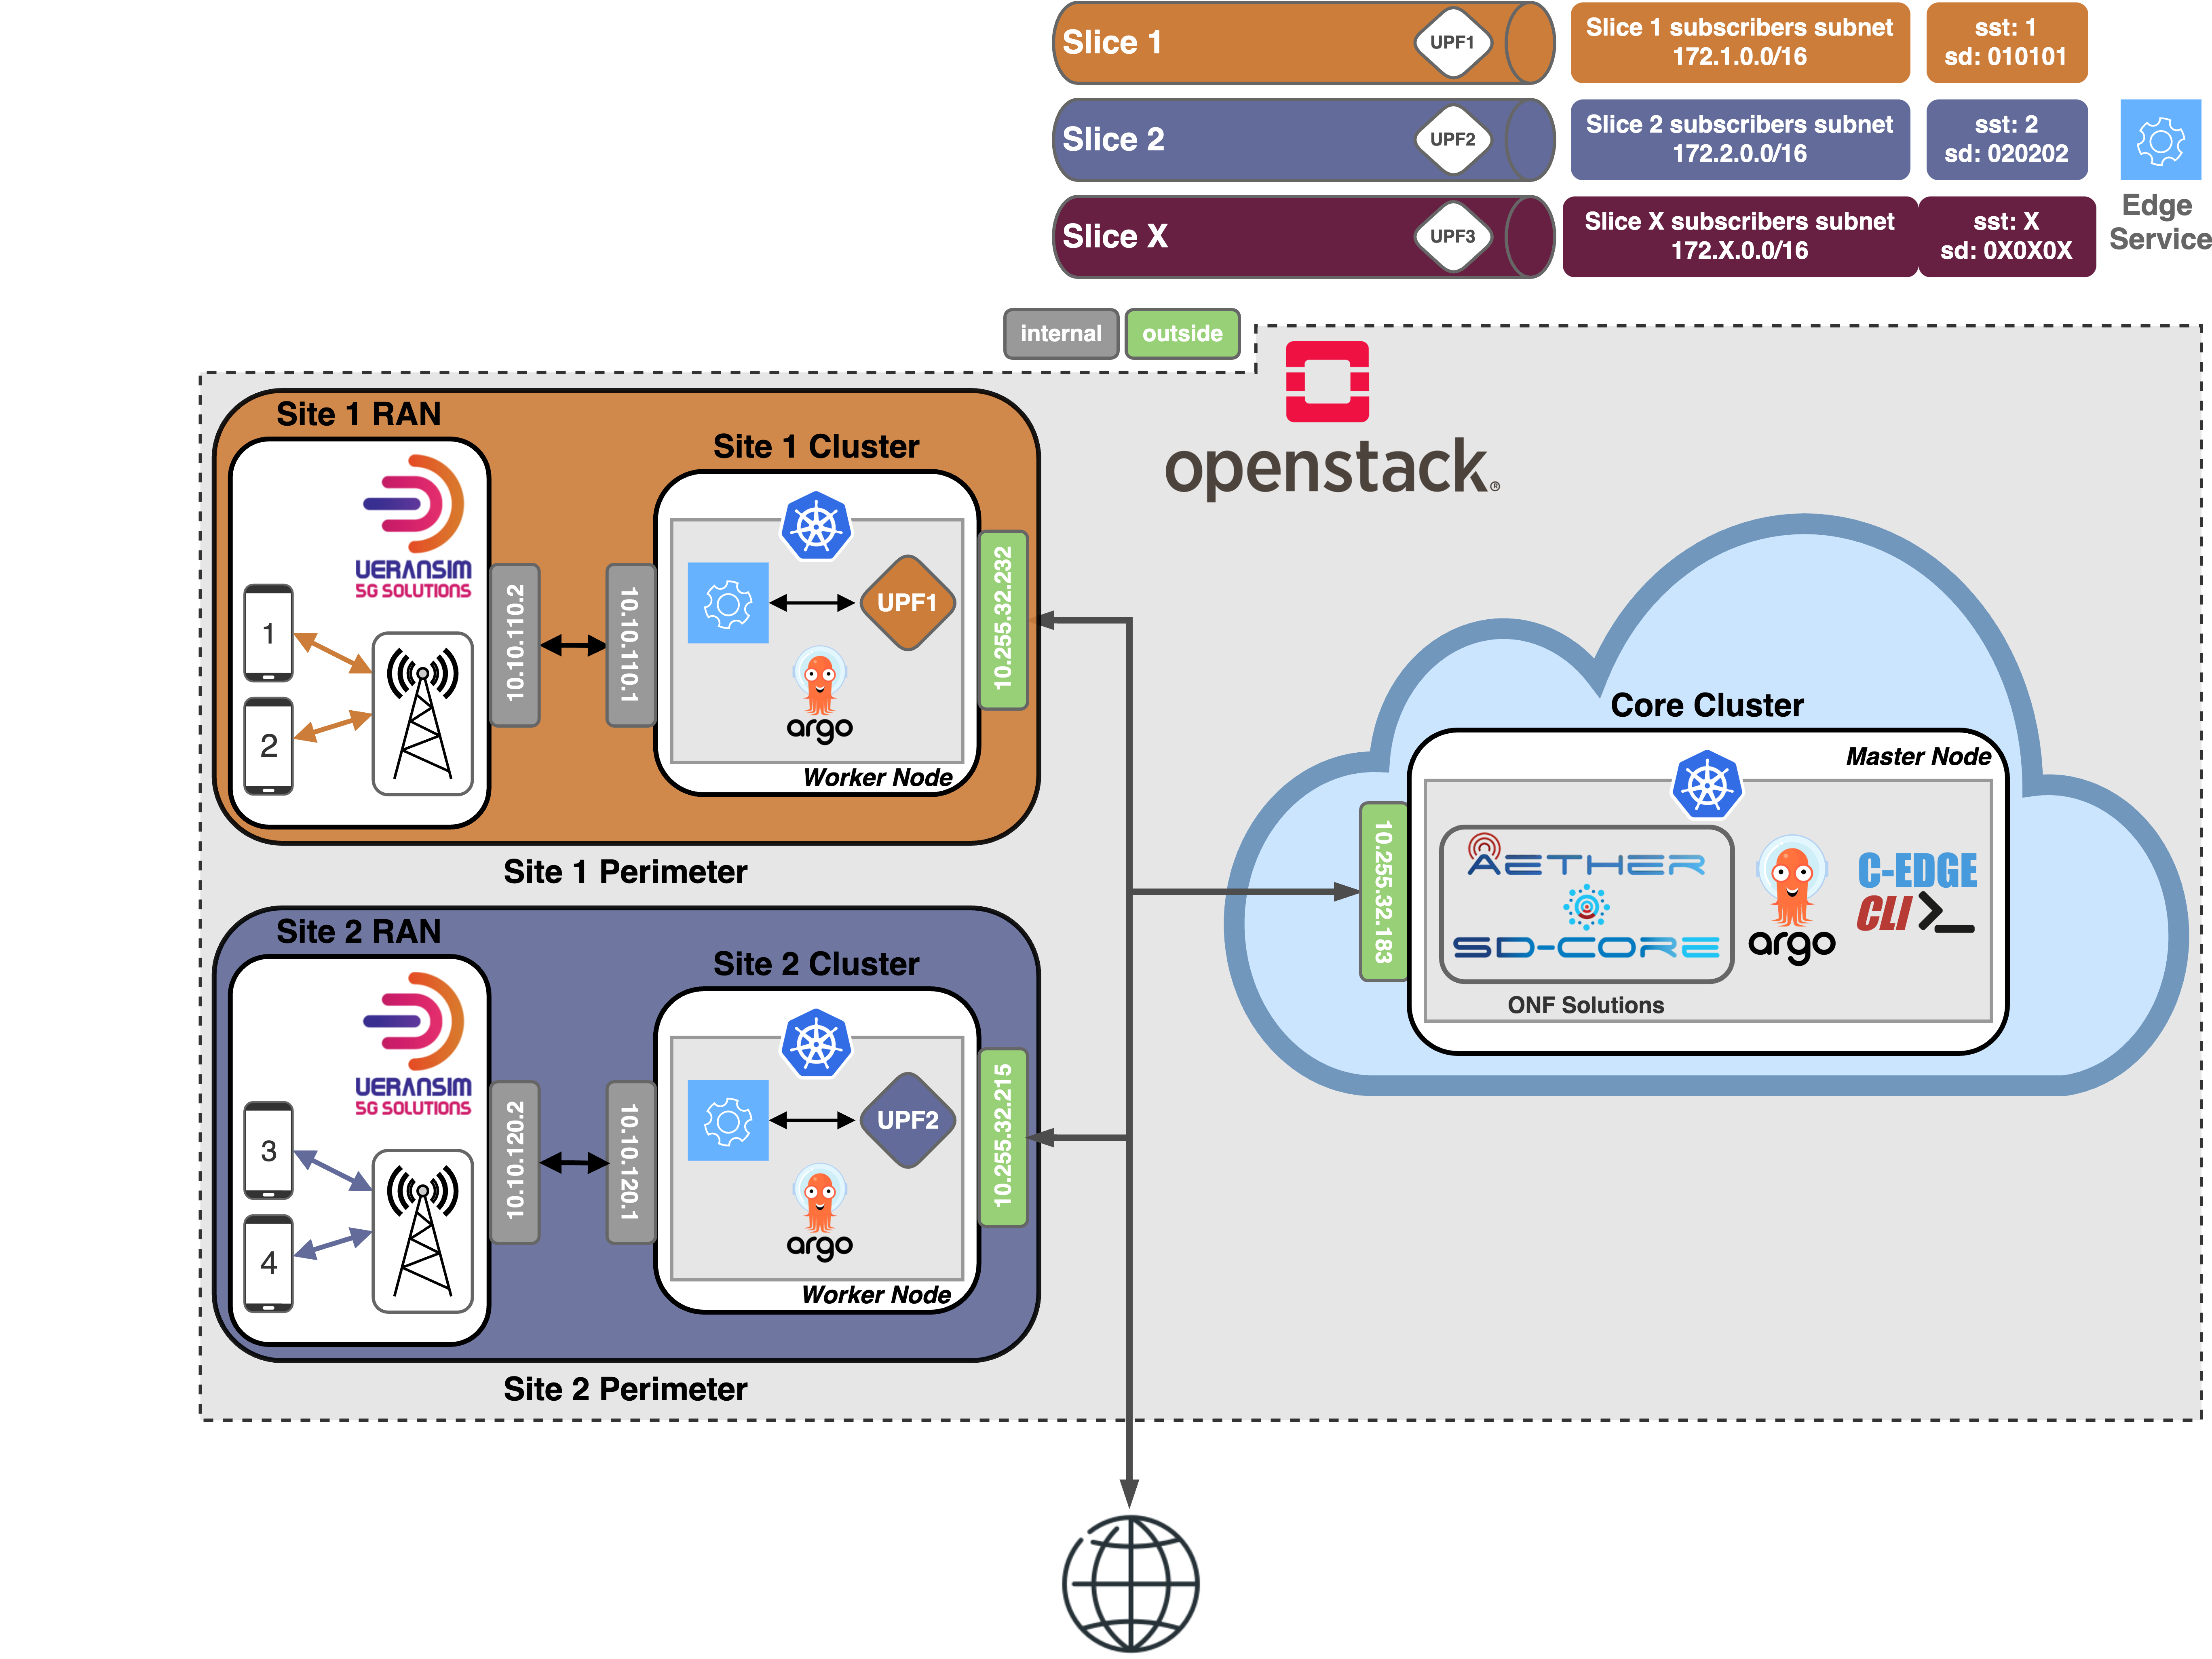 Slice 1
UPF1
Slice 1 subscribers subnet
172.1.0.0/16
sst: 1
sd: 010101
Slice 2
UPF2
Slice 2 subscribers subnet
172.2.0.0/16
sst: 2
sd: 020202
Slice X
UPF3
Slice X subscribers subnet
172.X.0.0/16
sst: X
sd: 0X0X0X
Edge
Service
internal
outside
openstack®
Site 1 RAN
UERANSIM
5G SOLUTIONS
1
2
10.10.110.2
10.10.110.1
Site 1 Cluster
UPF1
argo
Worker Node
10.255.32.232
Site 1 Perimeter
Site 2 RAN
UERANSIM
5G SOLUTIONS
3
4
10.10.120.2
10.10.120.1
Site 2 Cluster
UPF2
argo
Worker Node
10.255.32.215
Site 2 Perimeter
Core Cluster
Master Node
10.255.32.183
AETHER
SD-CORE
ONF Solutions
argo
C-EDGE
CLI>_